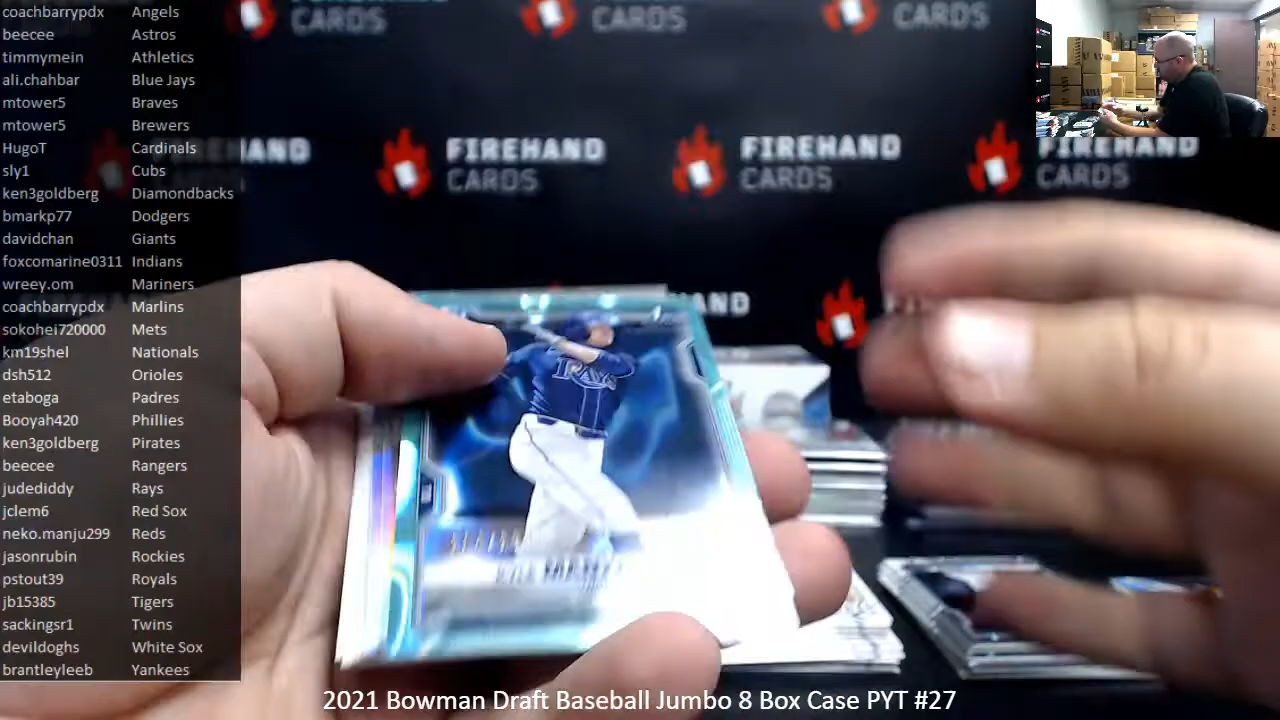 coachbarrypdx Angels
beecee Astros
timmymein Athletics
ali.chahbar Blue Jays
mtower5 Braves
mtower5 Brewers
HugoT Cardinals
sly1 Cubs
ken3goldberg Diamondbacks
bmarkp77 Dodgers
davidchan Giants
foxcomarine0311 Indians
wreey.om Mariners
coachbarrypdx Marlins
sokohei720000 Mets
km19shel Nationals
dsh512 Orioles
etaboga Padres
Booyah420 Phillies
ken3goldberg Pirates
beecee Rangers
judediddy Rays
jclem6 Red Sox
neko.manju299 Reds
jasonrubin Rockies
pstout39 Royals
jb15385 Tigers
sackingsr1 Twins
devildoghs White Sox
brantleyleeb Yankees
CARDS
CARDS
CARDS
FIREHAND
CARDS
FIREHAND
CARDS
FIREHAND
CARDS
RAYS
2021 Bowman Draft Baseball Jumbo 8 Box Case PYT #27